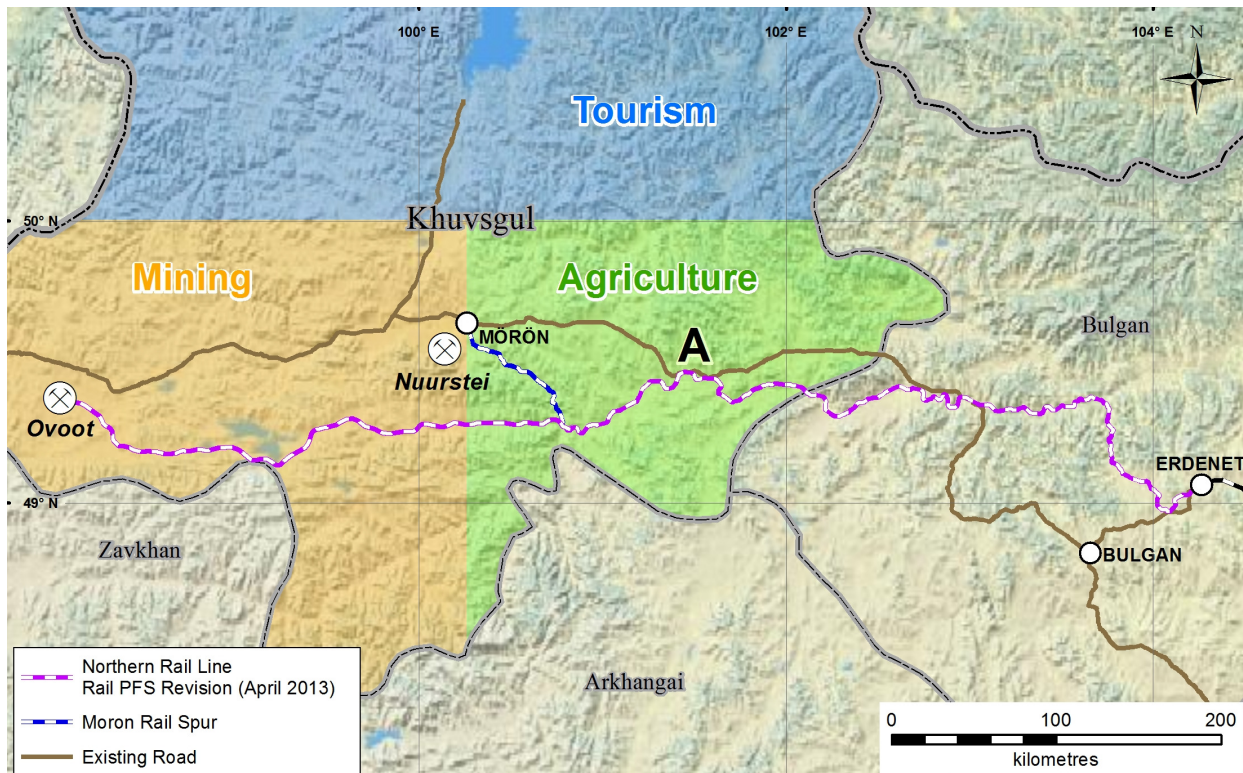 100° E
102° E
104° E
N
Tourism
50° N
Khuvsgul
Mining
Agriculture
Bulgan
MÖRÖN
A
Nuurstei
Ovoot
ERDENET
49° N
Zavkhan
BULGAN
Arkhangai
Northern Rail Line
Rail PFS Revision (April 2013)
Moron Rail Spur
Existing Road
0 100 200
kilometres